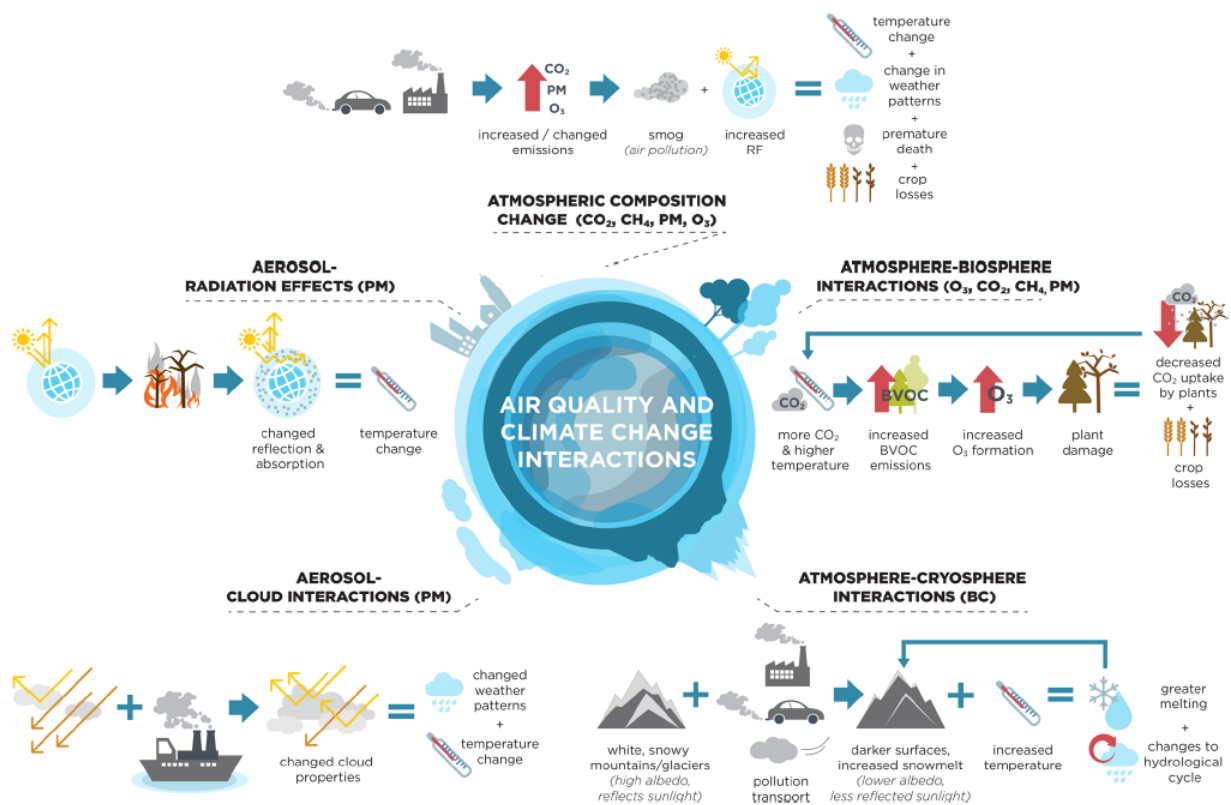 CO₂
PM
O₃
increased / changed
emissions
smog
(air pollution)
+
increased
RF
=
temperature
change
+
change in
weather
patterns
+
premature
death
+
crop
losses
ATMOSPHERIC COMPOSITION
CHANGE (CO₂, CH₄, PM, O₃)
AEROSOL-
RADIATION EFFECTS (PM)
changed
reflection &
absorption
=
temperature
change
ATMOSPHERE-BIOSPHERE
INTERACTIONS (O₃, CO₂, CH₄, PM)
CO₂
more CO₂
& higher
temperature
BVOC
increased
BVOC
emissions
O₃
increased
O₃ formation
plant
damage
=
CO₂
decreased
CO₂ uptake
by plants
+
crop
losses
AIR QUALITY AND
CLIMATE CHANGE
INTERACTIONS
AEROSOL-
CLOUD INTERACTIONS (PM)
+
changed cloud
properties
=
changed
weather
patterns
+
temperature
change
ATMOSPHERE-CRYOSPHERE
INTERACTIONS (BC)
white, snowy
mountains/glaciers
(high albedo,
reflects sunlight)
+
pollution
transport
darker surfaces,
increased snowmelt
(lower albedo,
less reflected sunlight)
+
increased
temperature
=
greater
melting
+
changes to
hydrological
cycle